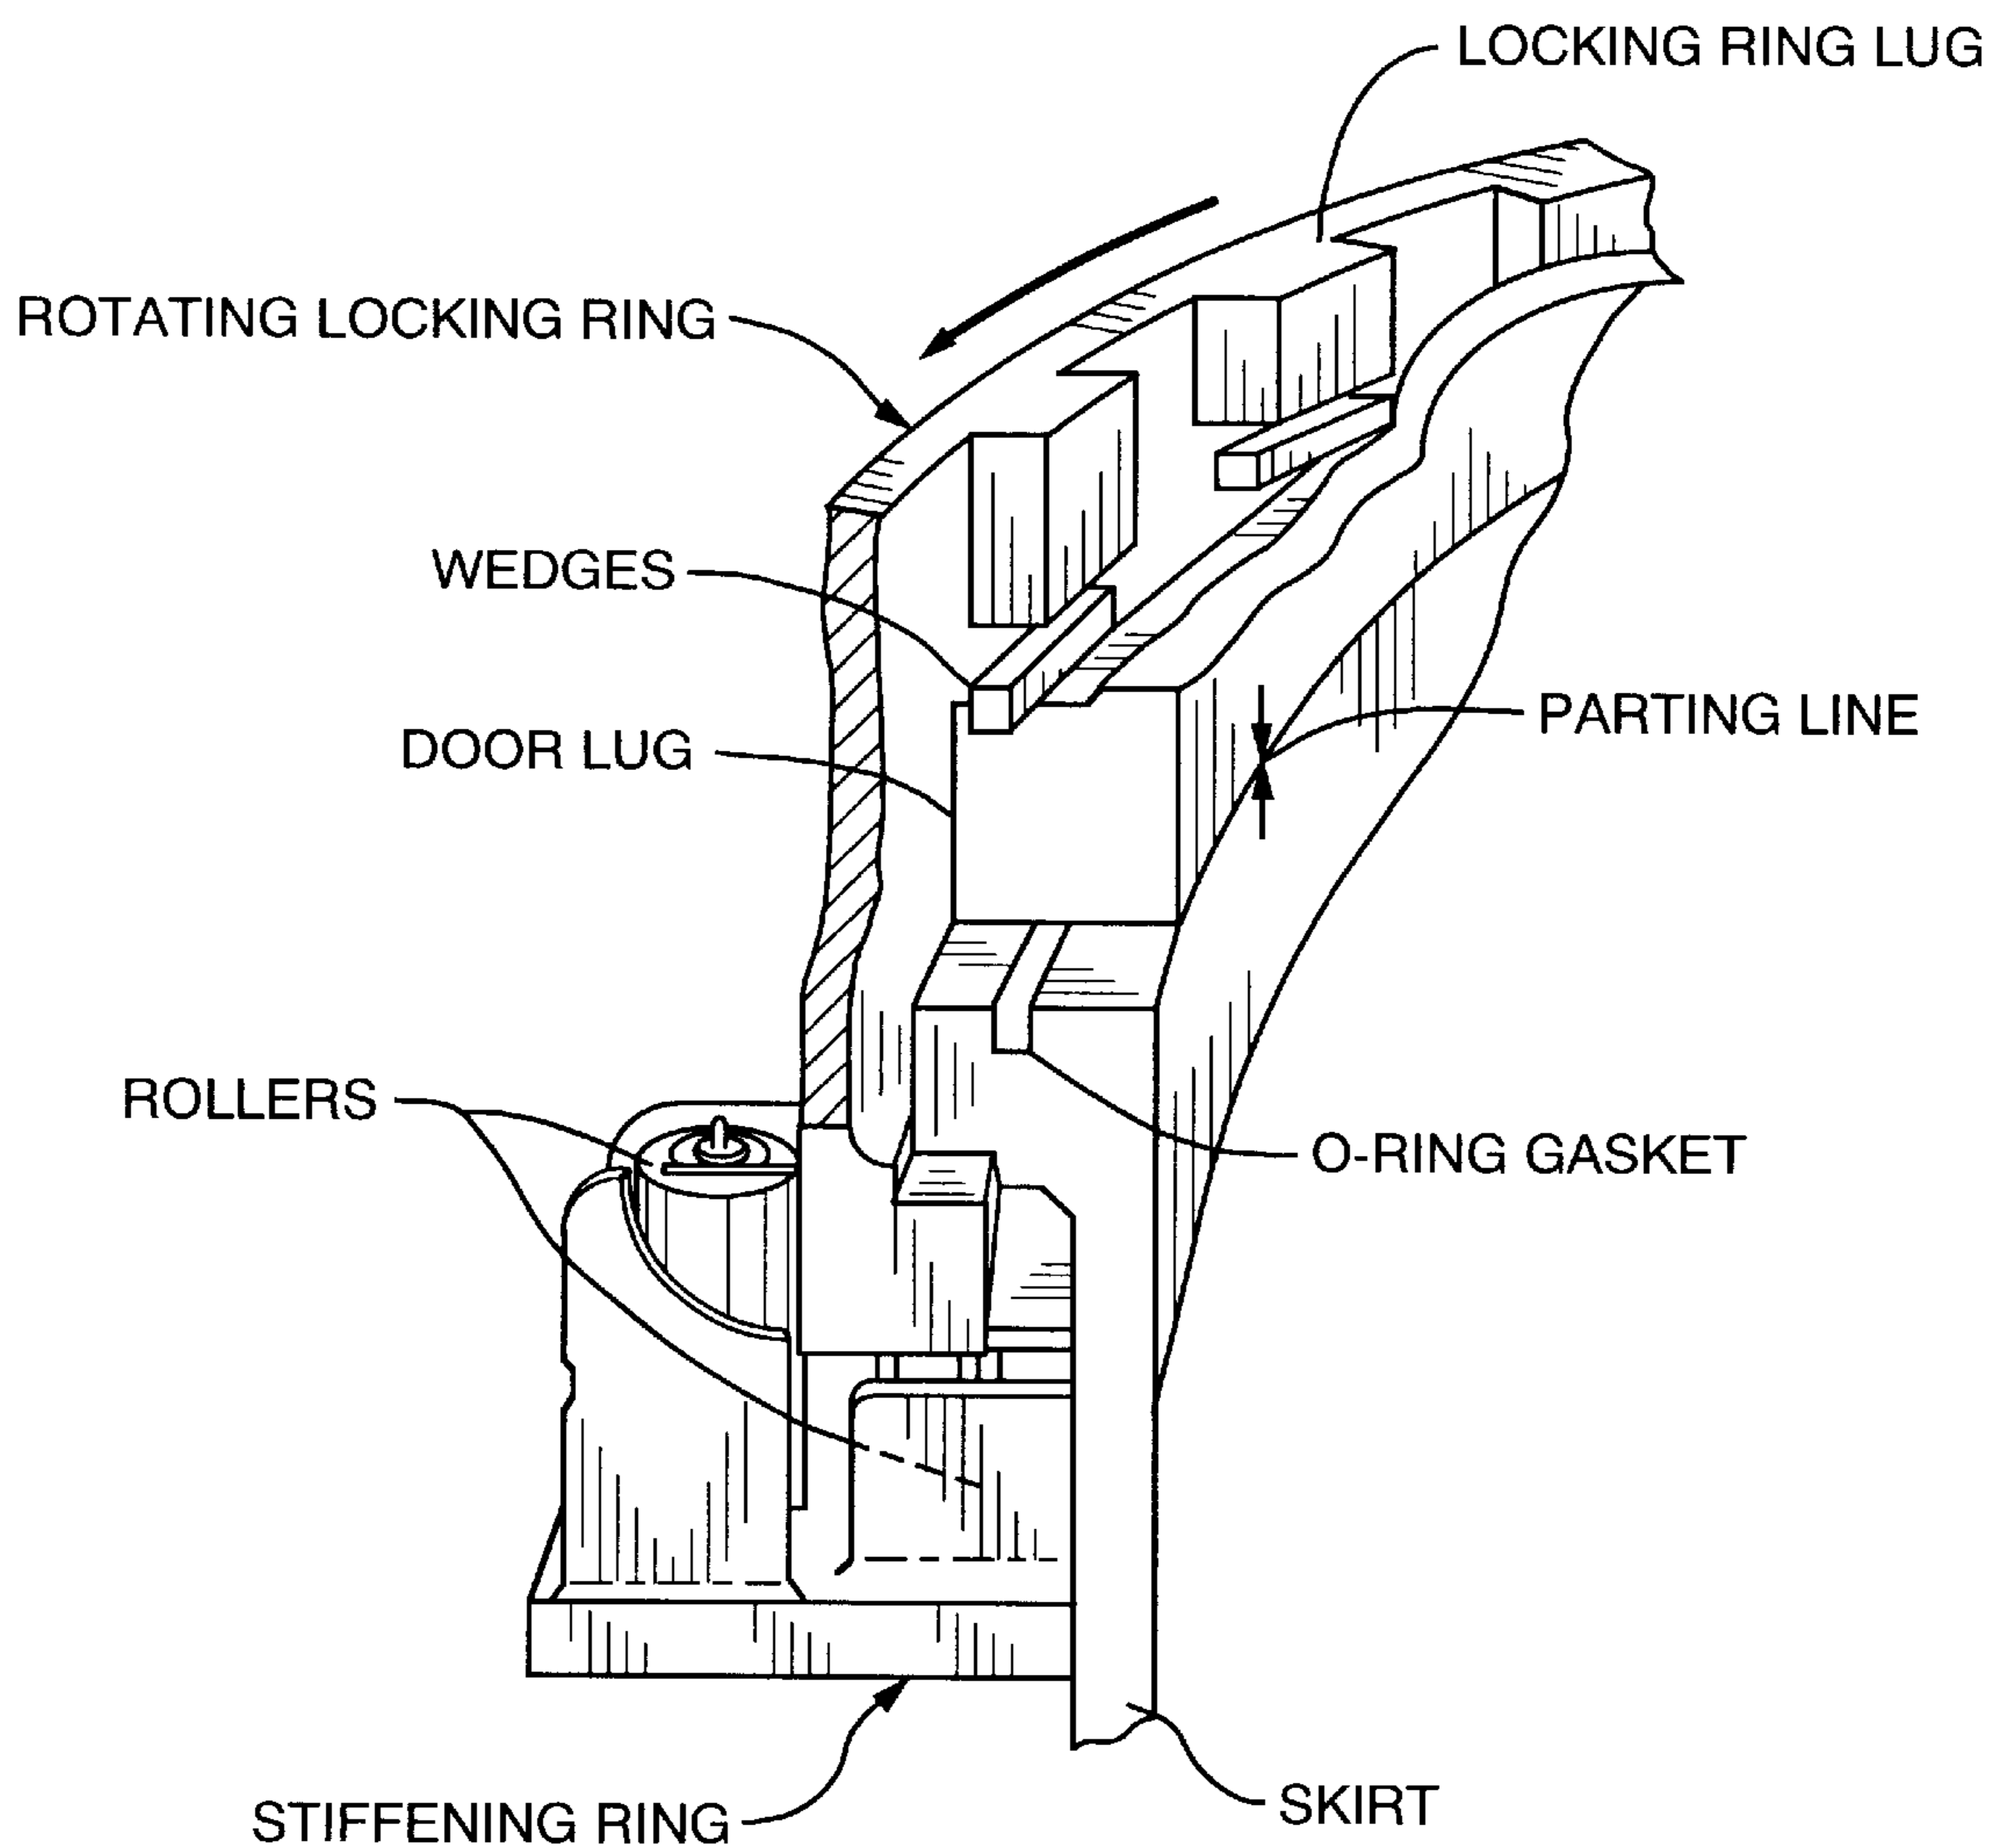 LOCKING RING LUG
ROTATING LOCKING RING
WEDGES
DOOR LUG
PARTING LINE
ROLLERS
O-RING GASKET
STIFFENING RING
SKIRT